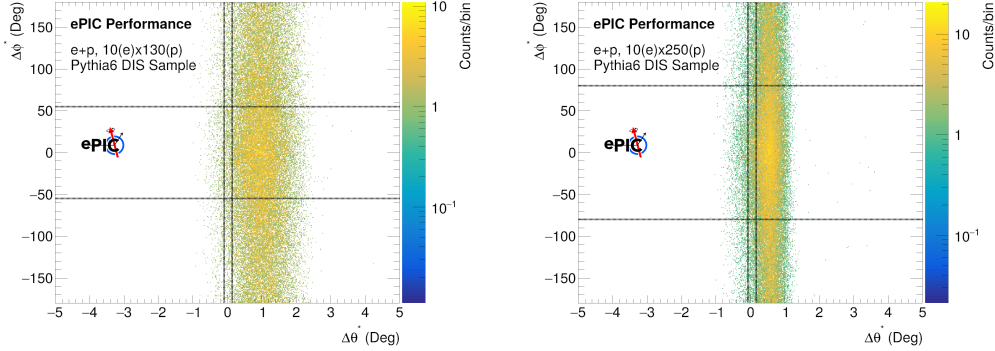 ePIC Performance
e+p, 10(e)x130(p)
Pythia6 DIS Sample
ePIC
Δφ* (Deg)
150
100
50
0
−50
−100
−150
−5 −4 −3 −2 −1 0 1 2 3 4 5
Δθ* (Deg)
10
1
10⁻¹
Counts/bin
ePIC Performance
e+p, 10(e)x250(p)
Pythia6 DIS Sample
ePIC
Δφ* (Deg)
150
100
50
0
−50
−100
−150
−5 −4 −3 −2 −1 0 1 2 3 4 5
Δθ* (Deg)
10
1
10⁻¹
Counts/bin